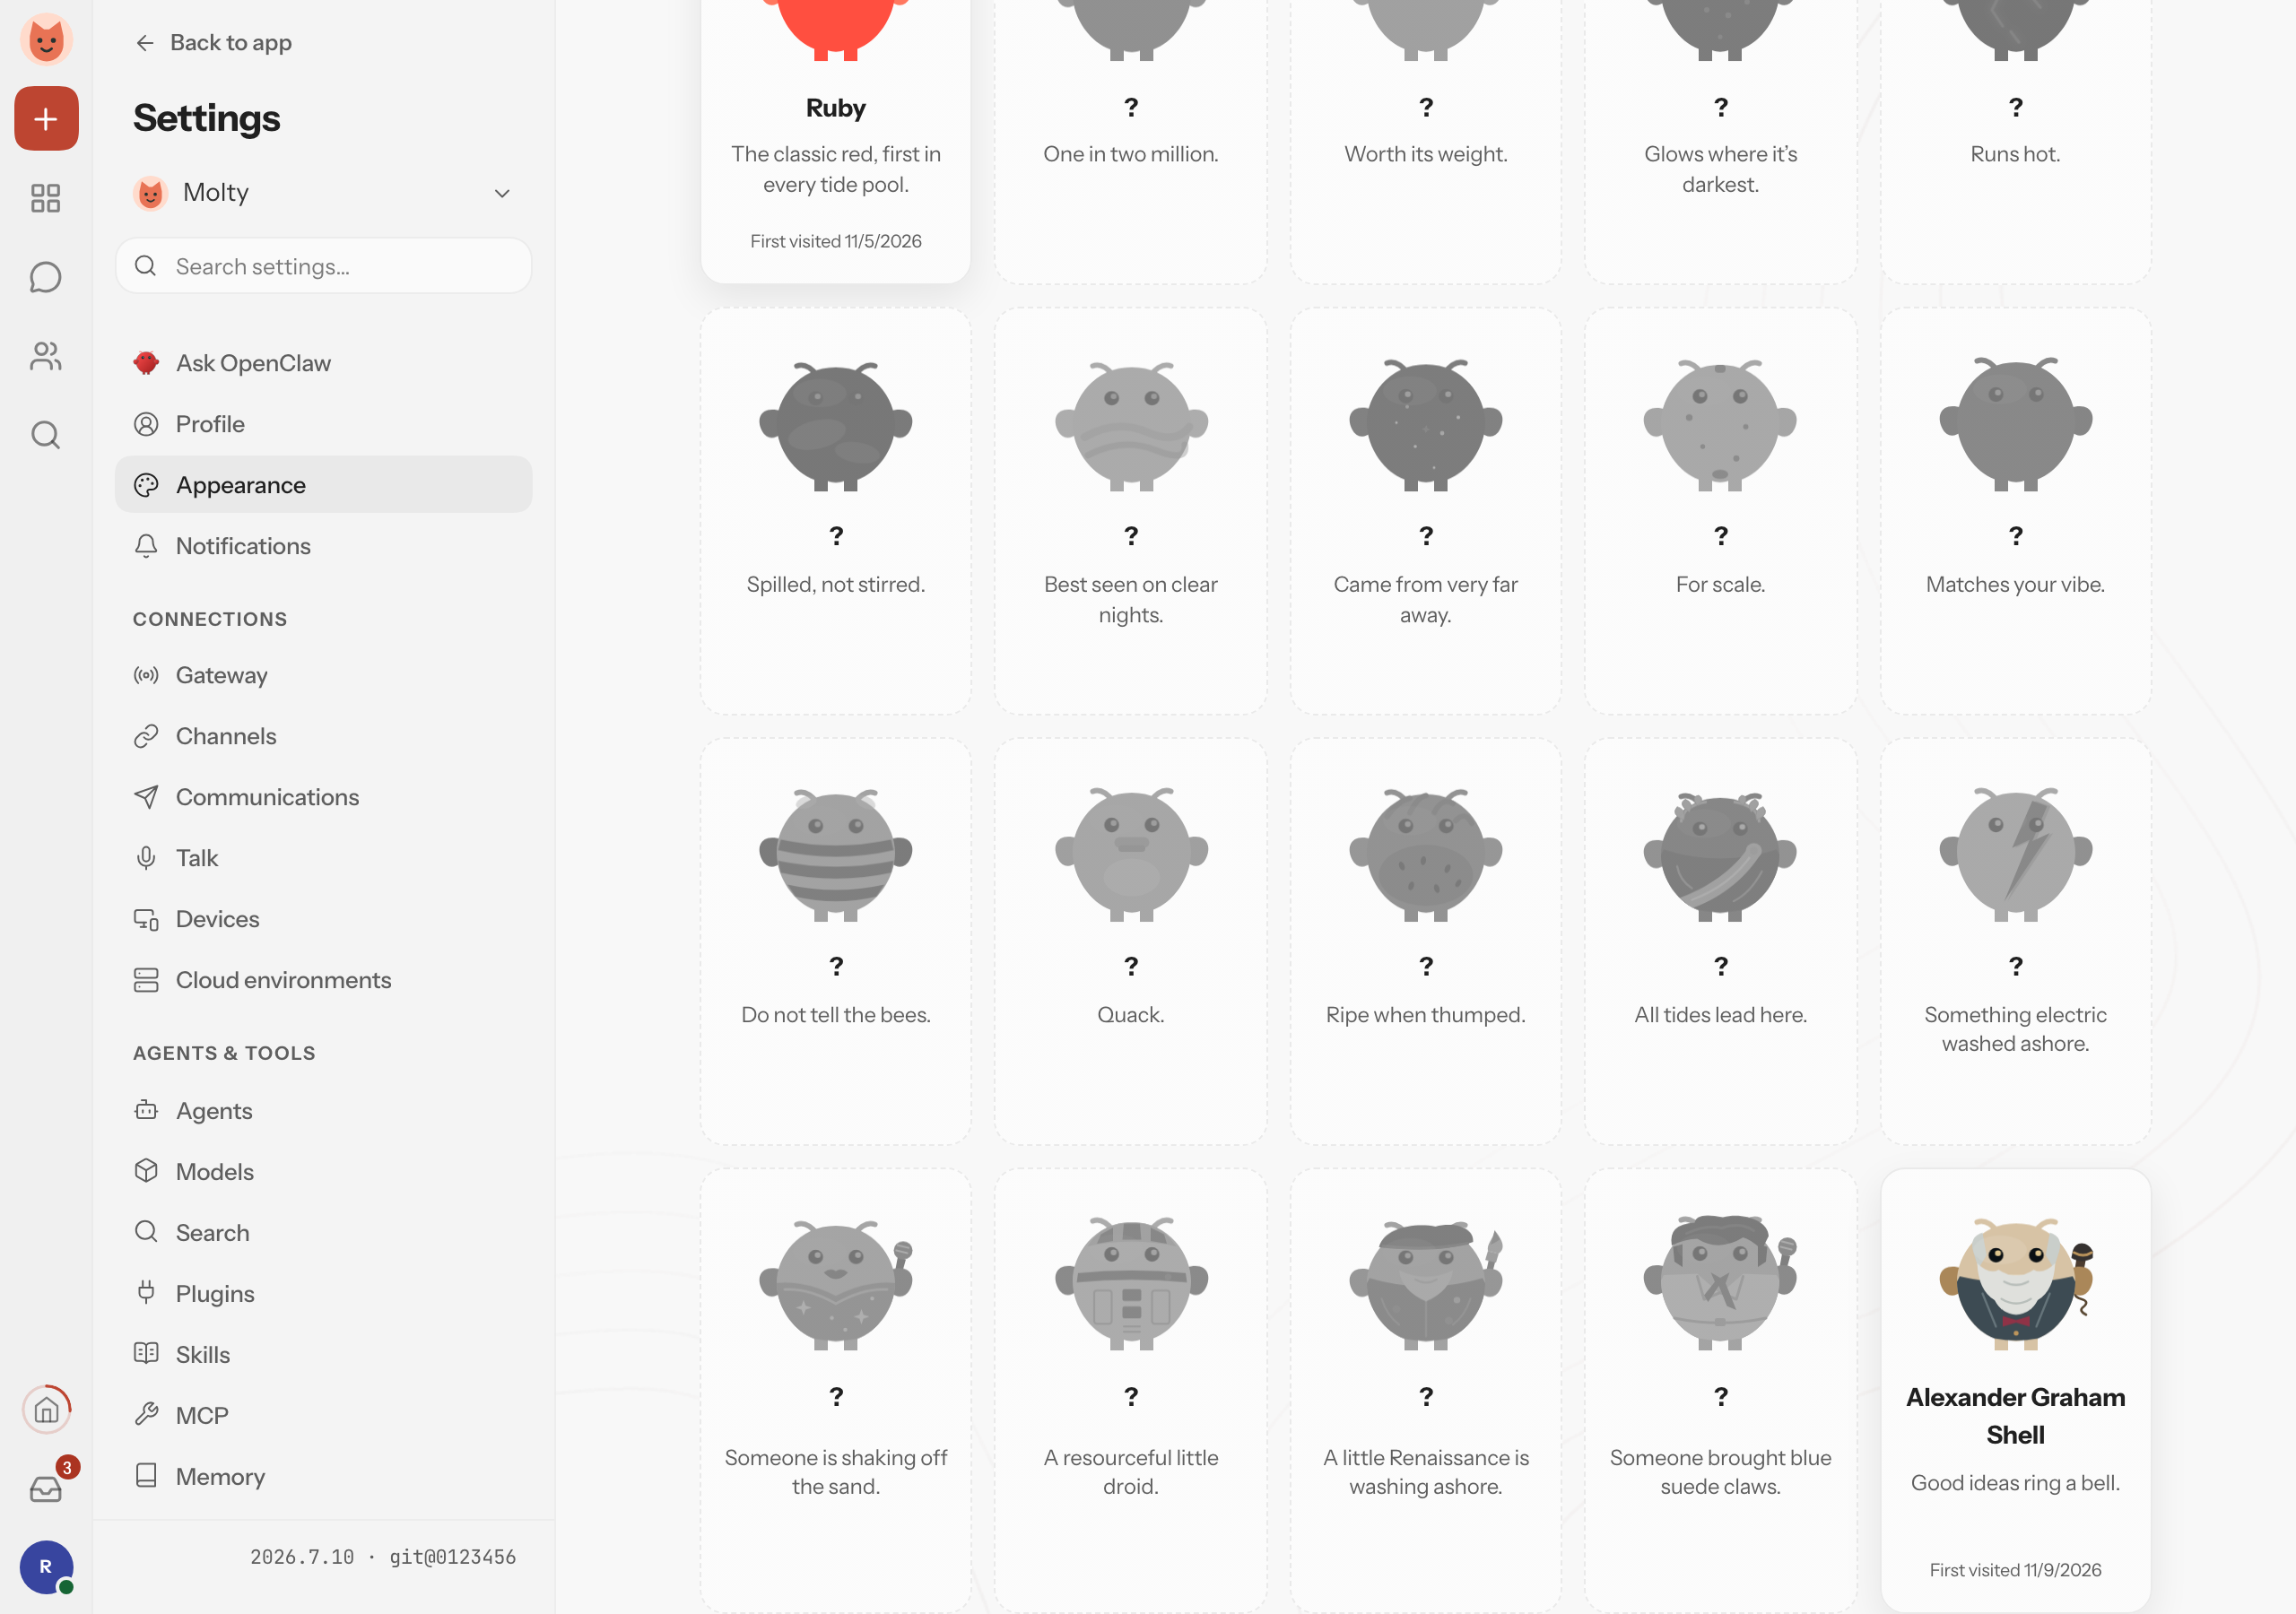 Back to app
Settings
Molty
Search settings...
Ask OpenClaw
Profile
Appearance
Notifications
CONNECTIONS
Gateway
Channels
Communications
Talk
Devices
Cloud environments
AGENTS & TOOLS
Agents
Models
Search
Plugins
Skills
MCP
Memory
3
R
2026.7.10 · git@0123456
Ruby
The classic red, first in
every tide pool.
First visited 11/5/2026
?
One in two million.
?
Worth its weight.
?
Glows where it’s
darkest.
?
Runs hot.
?
Spilled, not stirred.
?
Best seen on clear
nights.
?
Came from very far
away.
?
For scale.
?
Matches your vibe.
?
Do not tell the bees.
?
Quack.
?
Ripe when thumped.
?
All tides lead here.
?
Something electric
washed ashore.
?
Someone is shaking off
the sand.
?
A resourceful little
droid.
?
A little Renaissance is
washing ashore.
?
Someone brought blue
suede claws.
Alexander Graham
Shell
Good ideas ring a bell.
First visited 11/9/2026